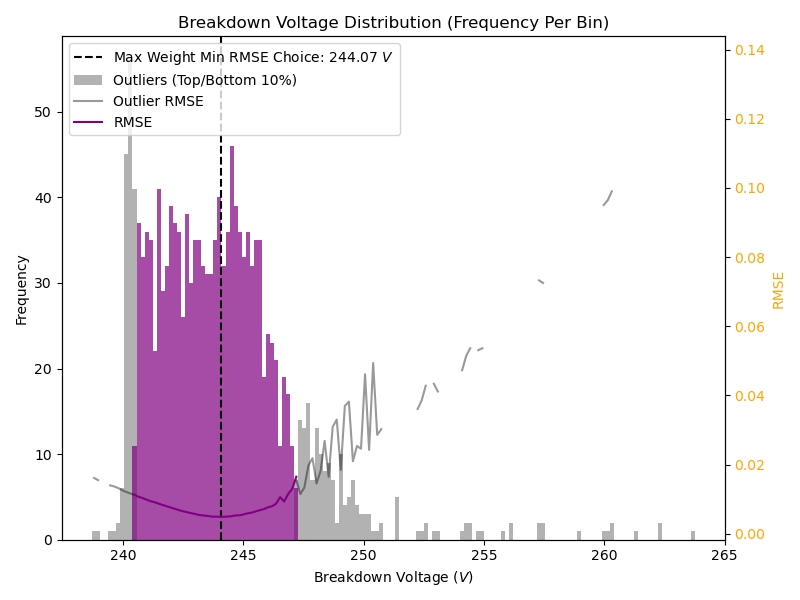 Breakdown Voltage Distribution (Frequency Per Bin)
Max Weight Min RMSE Choice: 244.07 V
Outliers (Top/Bottom 10%)
Outlier RMSE
RMSE
Frequency
50
40
30
20
10
0
0.14
0.12
0.10
0.08
0.06
0.04
0.02
0.00
RMSE
240
245
250
255
260
265
Breakdown Voltage (V)